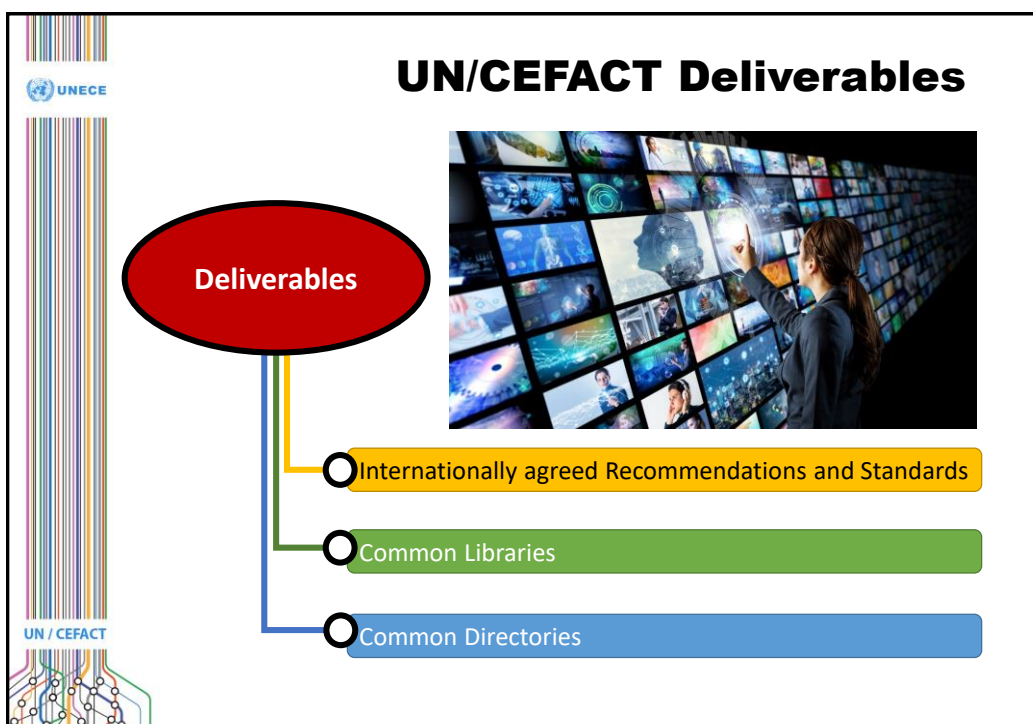 UNECE
UN/CEFACT Deliverables
Deliverables
Internationally agreed Recommendations and Standards
Common Libraries
Common Directories
UN / CEFACT